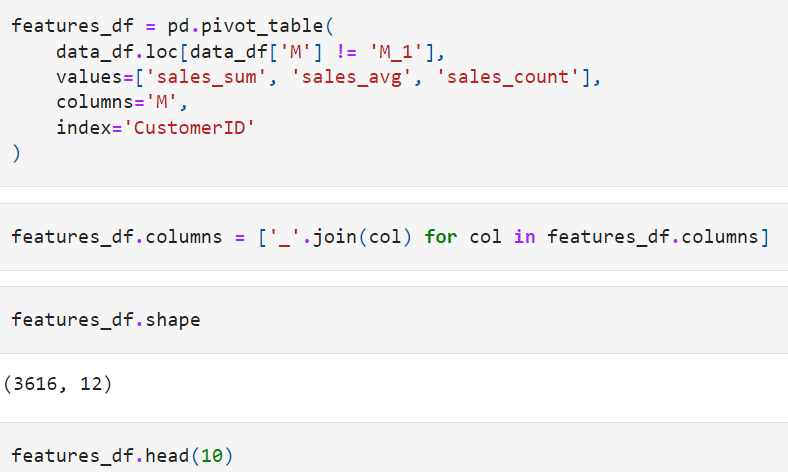 features_df = pd.pivot_table(
    data_df.loc[data_df['M'] != 'M_1'],
    values=['sales_sum', 'sales_avg', 'sales_count'],
    columns='M',
    index='CustomerID'
)
features_df.columns = ['_'.join(col) for col in features_df.columns]
features_df.shape
(3616, 12)
features_df.head(10)